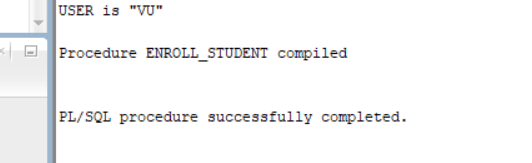 USER is "VU"
Procedure ENROLL_STUDENT compiled
PL/SQL procedure successfully completed.